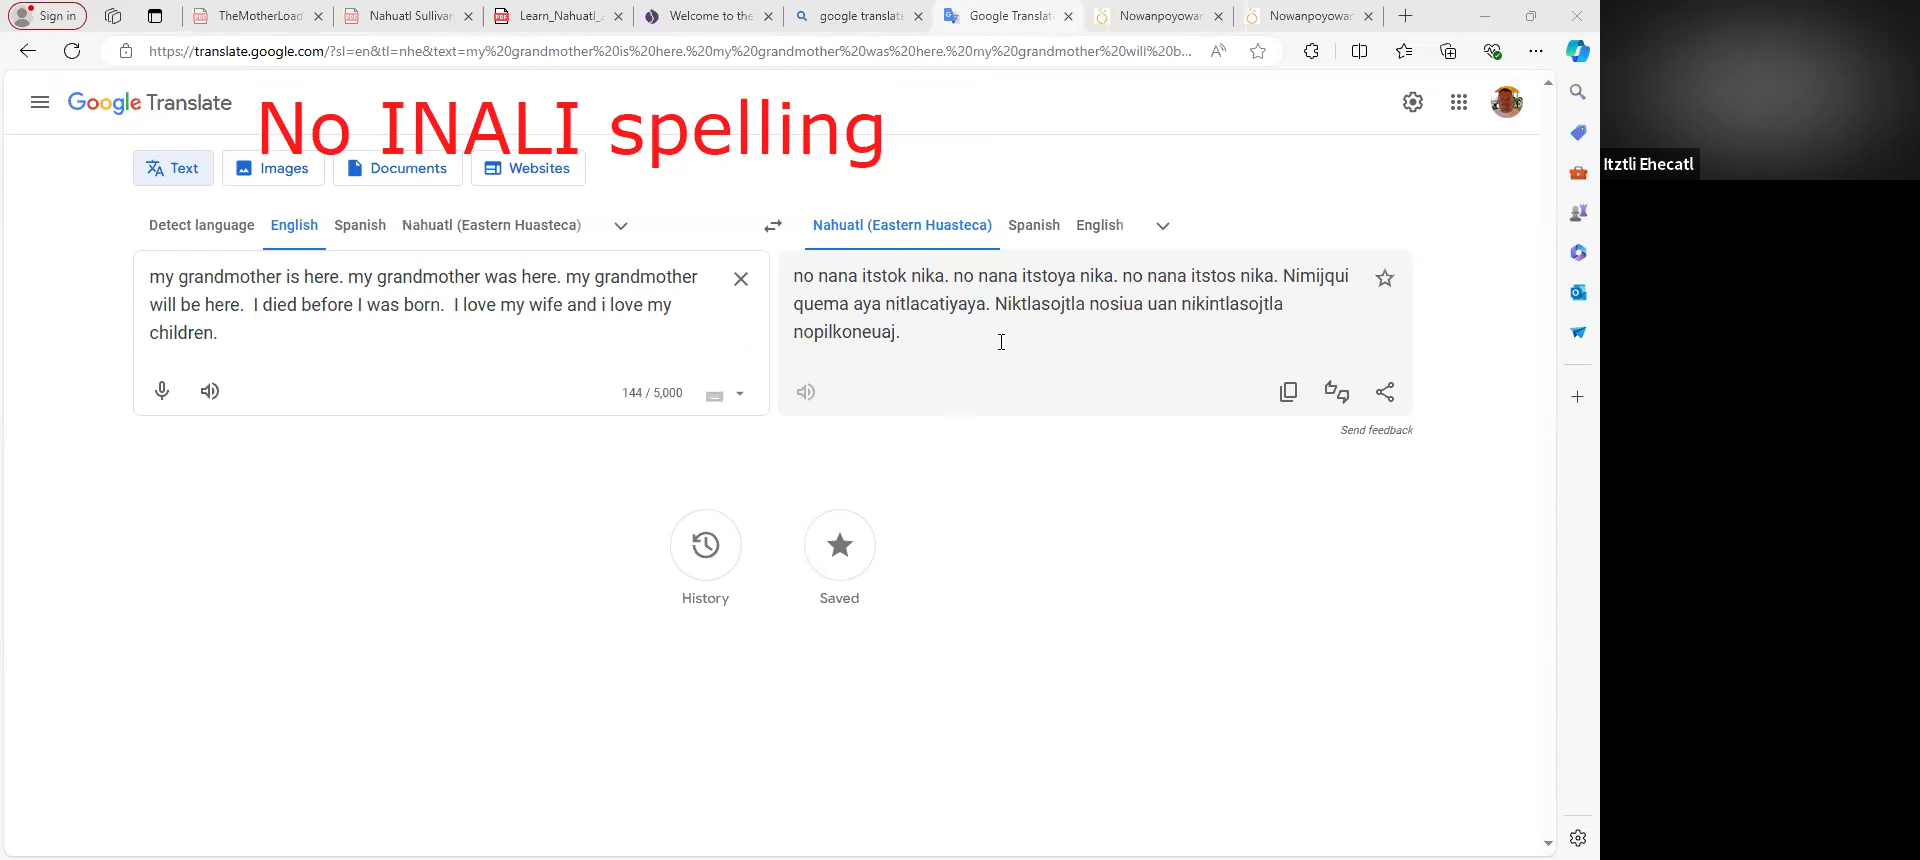 Sign in
TheMotherLoad
Nahuatl Sullivan
Learn_Nahuatl_
Welcome to the
google translate
Google Translat
Nowanpoyowar
Nowanpoyowar
https://translate.google.com/?sl=en&tl=nhe&text=my%20grandmother%20is%20here.%20my%20grandmother%20was%20here.%20my%20grandmother%20will%20b...
Google Translate
No INALI spelling
Itztli Ehecatl
Text
Images
Documents
Websites
Detect language
English
Spanish
Nahuatl (Eastern Huasteca)
Nahuatl (Eastern Huasteca)
Spanish
English
my grandmother is here. my grandmother was here. my grandmother
will be here.  I died before I was born.  I love my wife and i love my
children.
144 / 5,000
no nana itstok nika. no nana itstoya nika. no nana itstos nika. Nimijqui
quema aya nitlacatiyaya. Niktlasojtla nosiua uan nikintlasojtla
nopilkoneuaj.
Send feedback
History
Saved